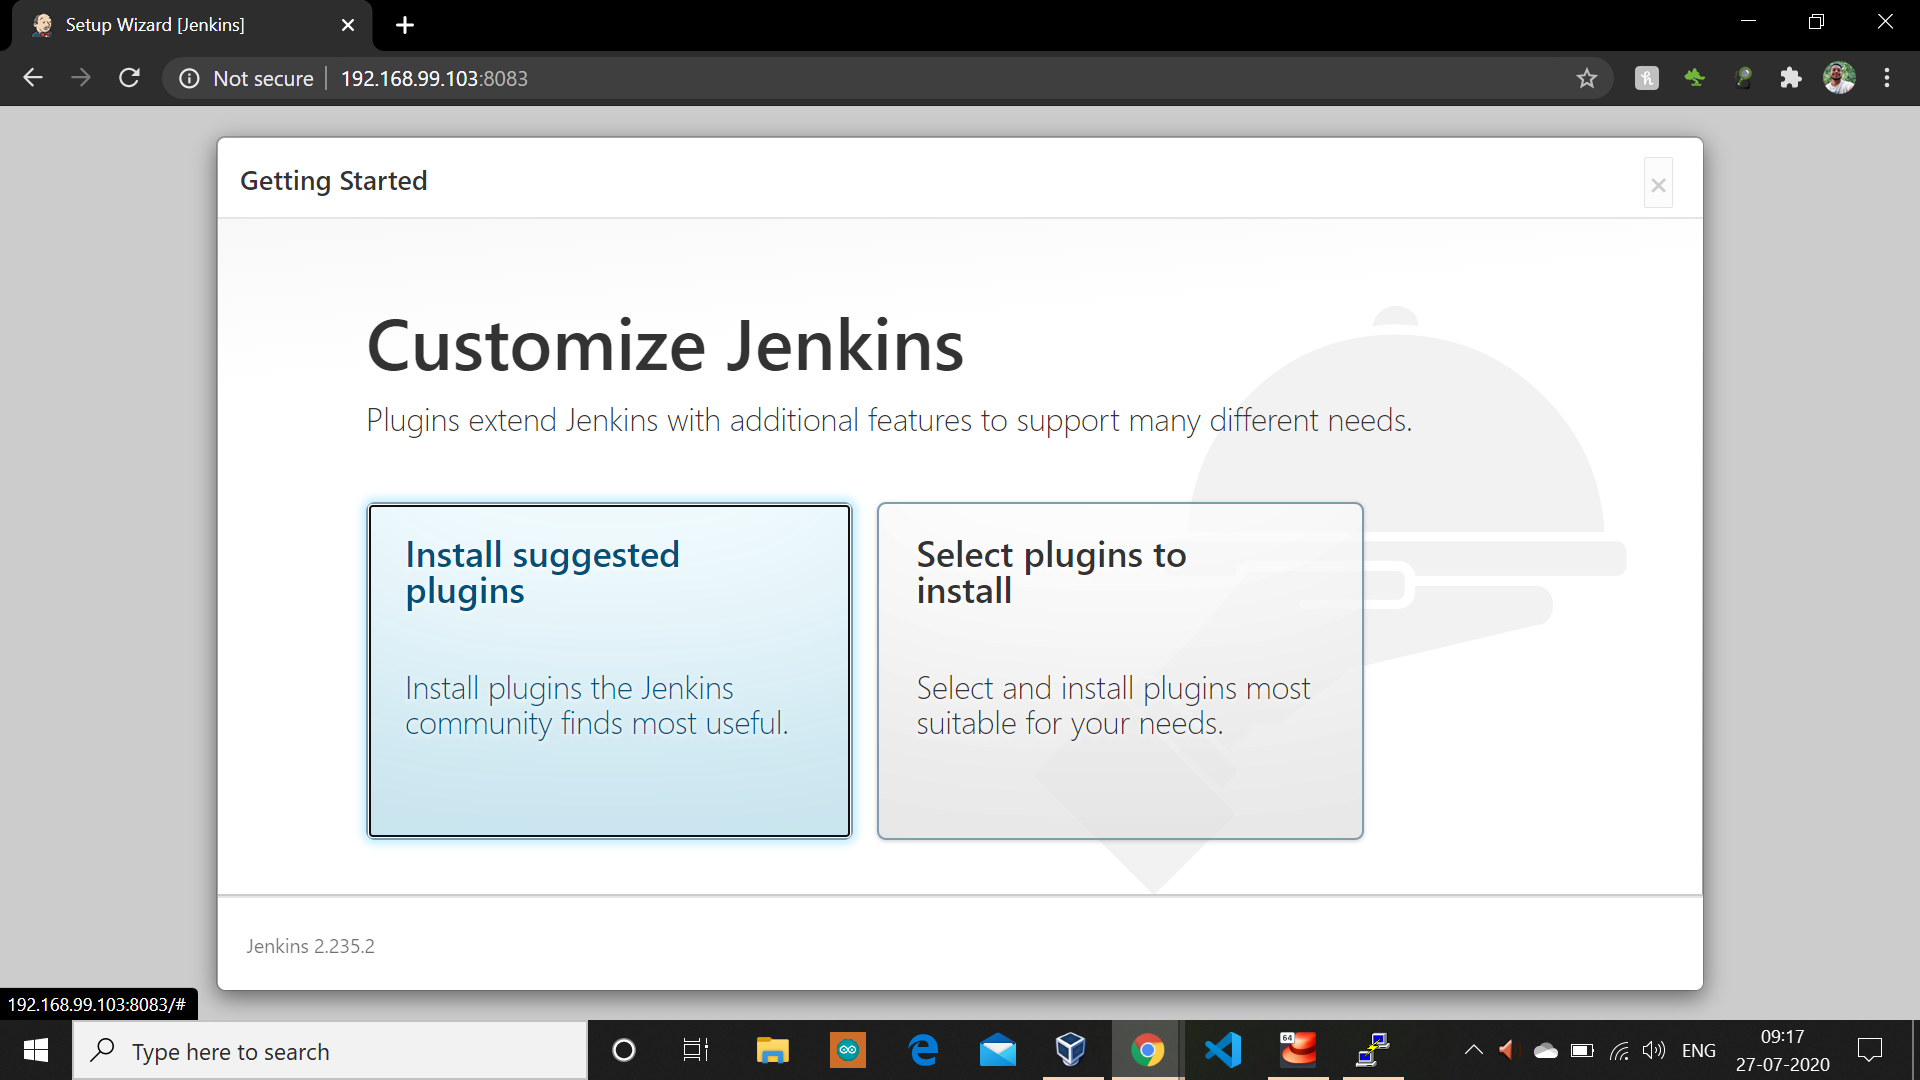 Setup Wizard [Jenkins]
Not secure
192.168.99.103:8083
Getting Started
Customize Jenkins
Plugins extend Jenkins with additional features to support many different needs.
Install suggested
plugins
Install plugins the Jenkins
community finds most useful.
Select plugins to
install
Select and install plugins most
suitable for your needs.
Jenkins 2.235.2
192.168.99.103:8083/#
Type here to search
64
ENG
09:17
27-07-2020